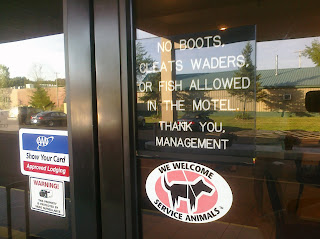 NO BOOTS,
CLEATS WADERS,
OR FISH ALLOWED
IN THE MOTEL.
THANK YOU,
MANAGEMENT
WE WELCOME
SERVICE ANIMALS
AAA
Show Your Card
Approved Lodging
WARNING!